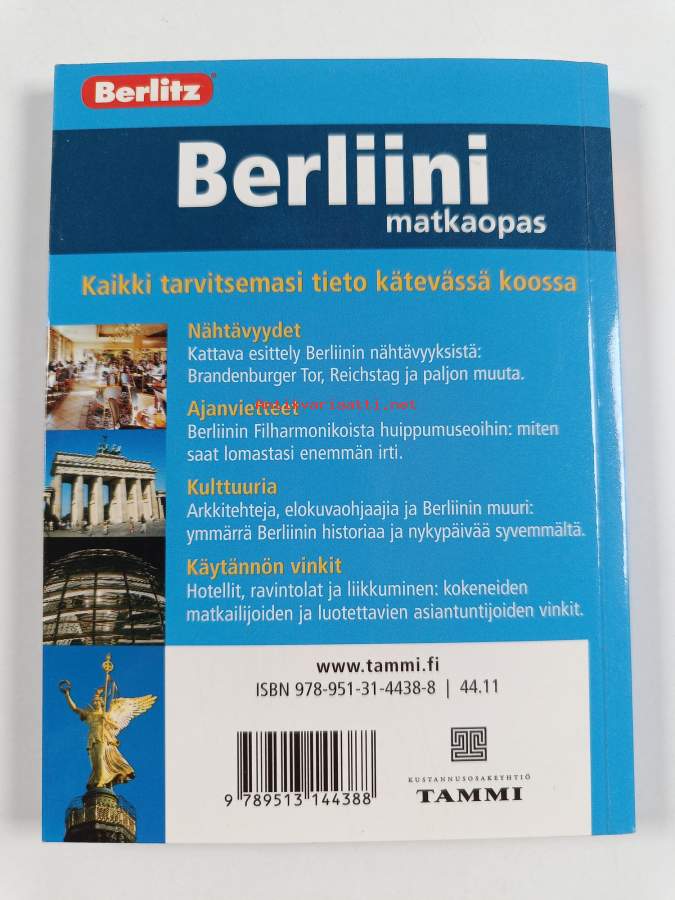 Berlitz®
Berliini
matkaopas
Kaikki tarvitsemasi tieto kätevässä koossa
Nähtävyydet
Kattava esittely Berliinin nähtävyyksistä:
Brandenburger Tor, Reichstag ja paljon muuta.
Ajanvietteet
antikvariaatti.net
Berliinin Filharmonikoista huippumuseoihin: miten
saat lomastasi enemmän irti.
Kulttuuria
Arkkitehteja, elokuvaohjaajia ja Berliinin muuri:
ymmärrä Berliinin historiaa ja nykypäivää syvemmältä.
Käytännön vinkit
Hotellit, ravintolat ja liikkuminen: kokeneiden
matkailijoiden ja luotettavien asiantuntijoiden vinkit.
www.tammi.fi
ISBN 978-951-31-4438-8 | 44.11
9 789513 144388
KUSTANNUSOSAKEYHTIÖ
TAMMI